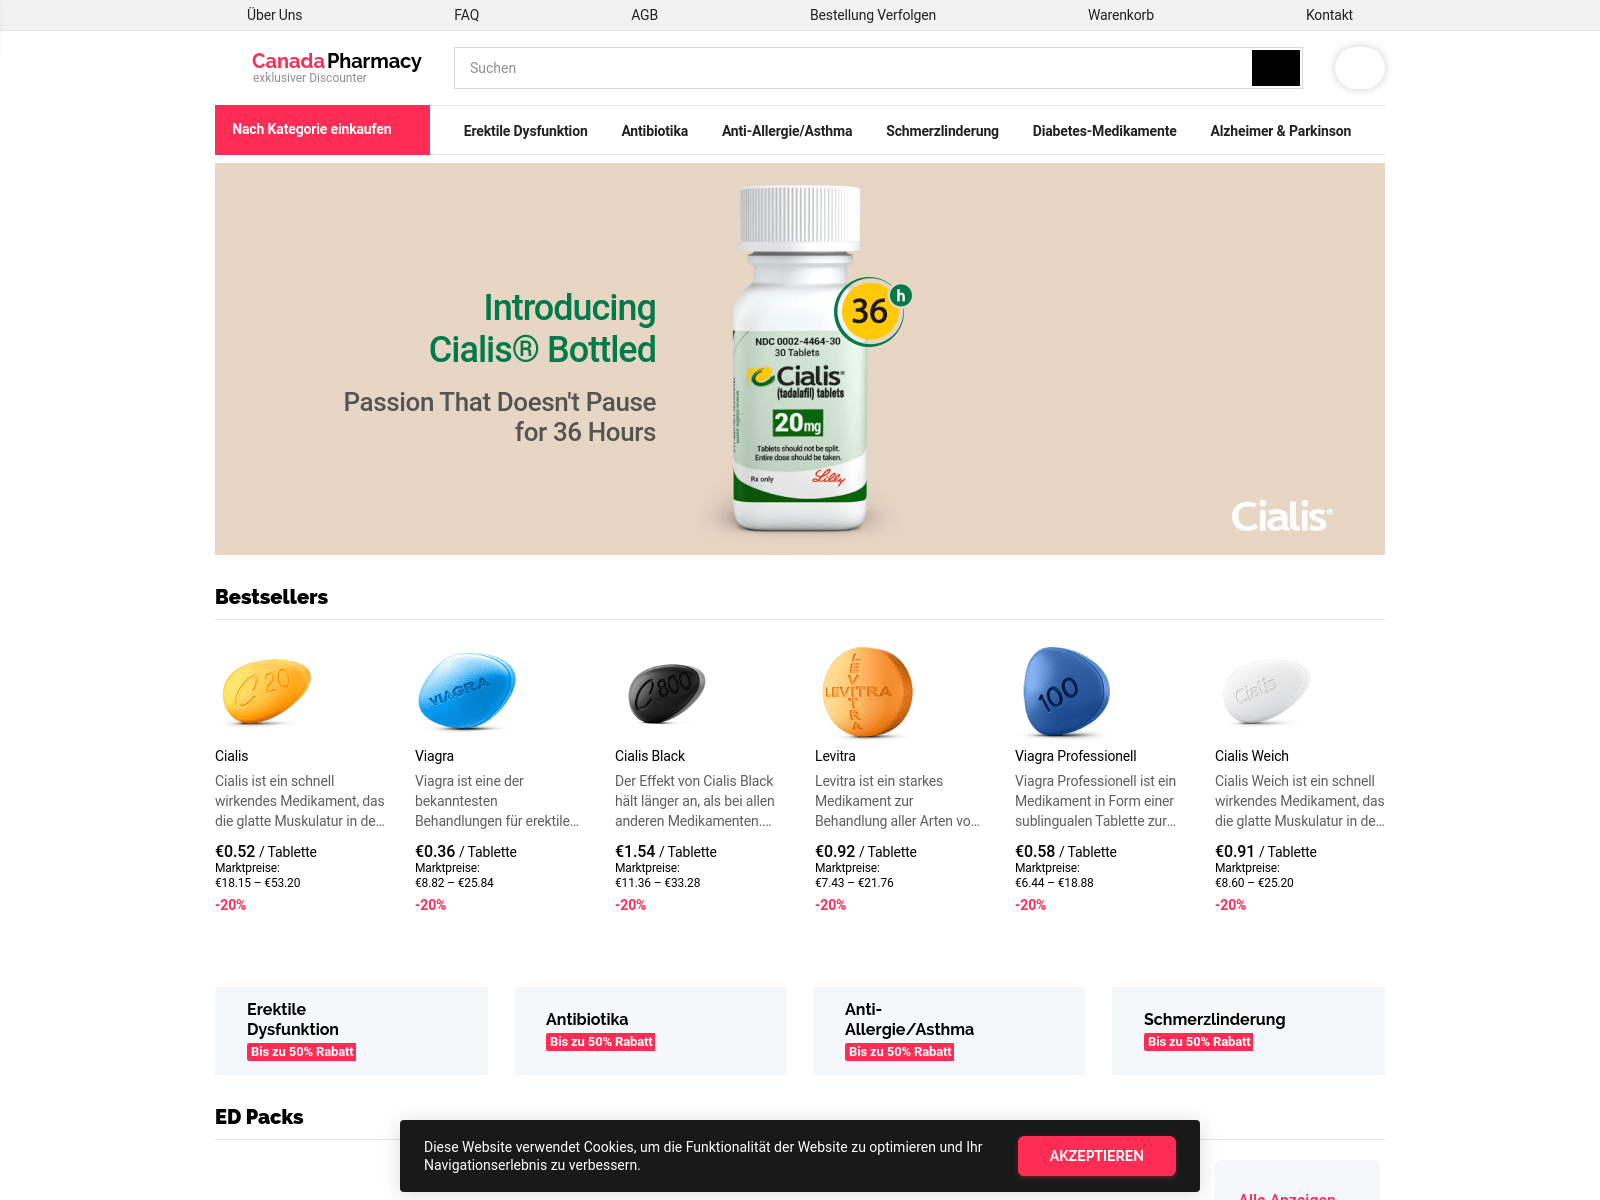 Über Uns
FAQ
AGB
Bestellung Verfolgen
Warenkorb
Kontakt
CanadaPharmacy
exklusiver Discounter
Suchen
Nach Kategorie einkaufen
Erektile Dysfunktion
Antibiotika
Anti-Allergie/Asthma
Schmerzlinderung
Diabetes-Medikamente
Alzheimer & Parkinson
Introducing
Cialis® Bottled
Passion That Doesn't Pause
for 36 Hours
36 h
NDC 0002-4464-30
30 Tablets
Cialis®
(tadalafil) tablets
20mg
Tablets should not be split.
Entire dose should be taken.
Rx only
Lilly
Cialis®
Bestsellers
C 20
VIAGRA
C 800
LEVITRA
LEVITRA
100
Cialis
Cialis
Cialis ist ein schnell
wirkendes Medikament, das
die glatte Muskulatur in de…
€0.52 / Tablette
Marktpreise:
€18.15 – €53.20
-20%
Viagra
Viagra ist eine der
bekanntesten
Behandlungen für erektile…
€0.36 / Tablette
Marktpreise:
€8.82 – €25.84
-20%
Cialis Black
Der Effekt von Cialis Black
hält länger an, als bei allen
anderen Medikamenten.…
€1.54 / Tablette
Marktpreise:
€11.36 – €33.28
-20%
Levitra
Levitra ist ein starkes
Medikament zur
Behandlung aller Arten vo…
€0.92 / Tablette
Marktpreise:
€7.43 – €21.76
-20%
Viagra Professionell
Viagra Professionell ist ein
Medikament in Form einer
sublingualen Tablette zur…
€0.58 / Tablette
Marktpreise:
€6.44 – €18.88
-20%
Cialis Weich
Cialis Weich ist ein schnell
wirkendes Medikament, das
die glatte Muskulatur in de…
€0.91 / Tablette
Marktpreise:
€8.60 – €25.20
-20%
Erektile
Dysfunktion
Bis zu 50% Rabatt
Antibiotika
Bis zu 50% Rabatt
Anti-
Allergie/Asthma
Bis zu 50% Rabatt
Schmerzlinderung
Bis zu 50% Rabatt
ED Packs
Diese Website verwendet Cookies, um die Funktionalität der Website zu optimieren und Ihr
Navigationserlebnis zu verbessern.
AKZEPTIEREN
Alle Anzeigen